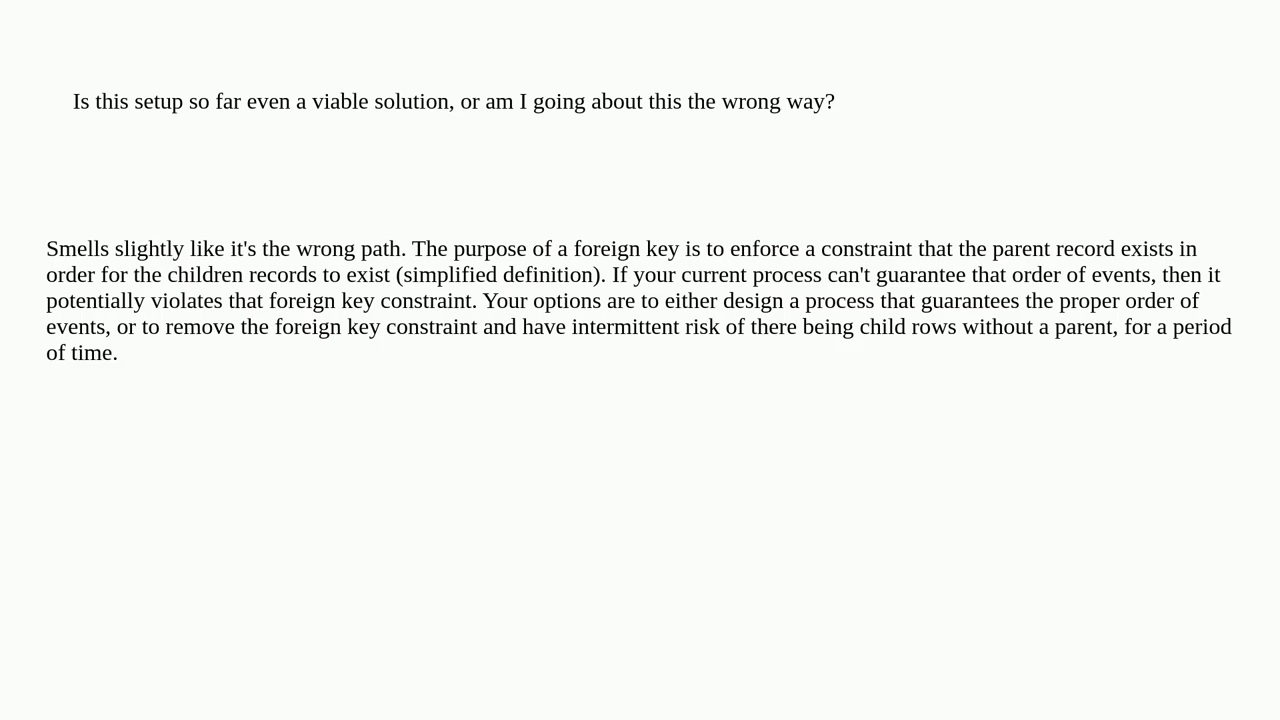 Is this setup so far even a viable solution, or am I going about this the wrong way?
Smells slightly like it's the wrong path. The purpose of a foreign key is to enforce a constraint that the parent record exists in
order for the children records to exist (simplified definition). If your current process can't guarantee that order of events, then it
potentially violates that foreign key constraint. Your options are to either design a process that guarantees the proper order of
events, or to remove the foreign key constraint and have intermittent risk of there being child rows without a parent, for a period
of time.